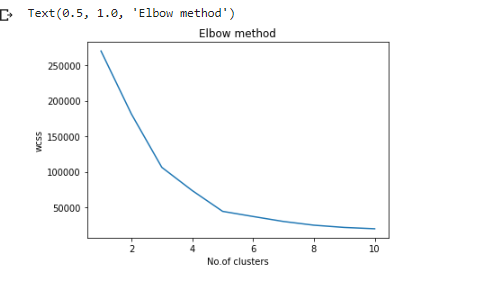 Text(0.5, 1.0, 'Elbow method')
Elbow method
250000
200000
150000
100000
50000
wcss
2 4 6 8 10
No.of clusters